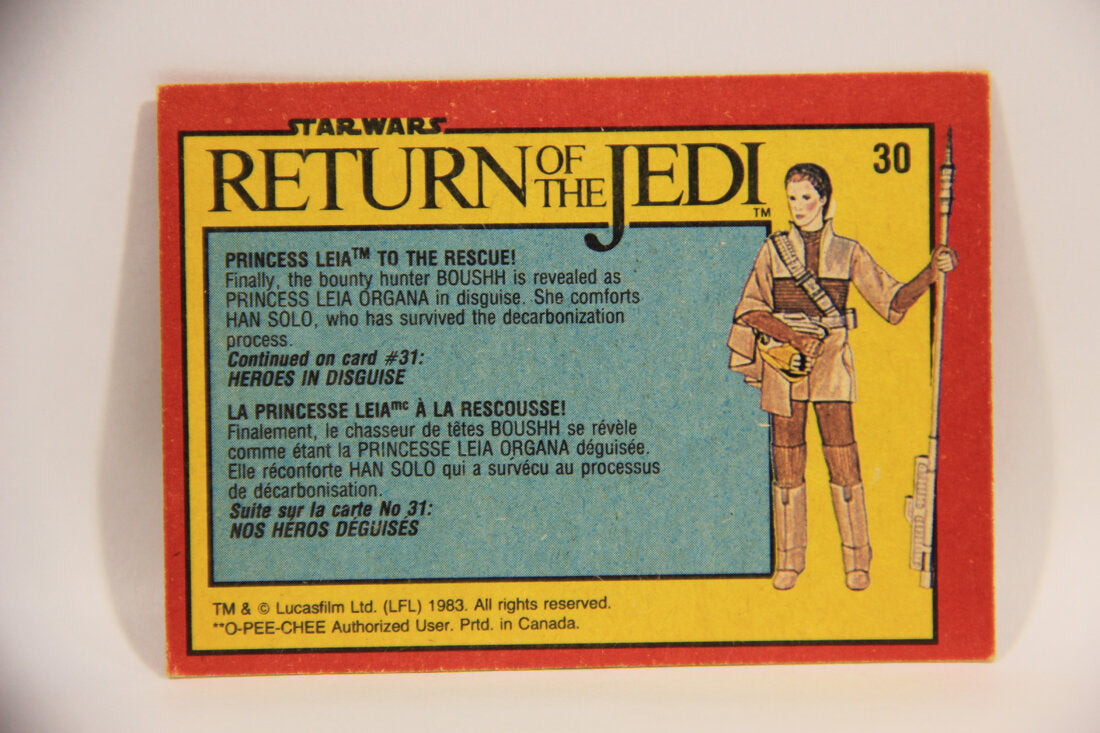 STAR WARS
RETURN OF THE JEDI™
30
PRINCESS LEIA™ TO THE RESCUE!
Finally, the bounty hunter BOUSHH is revealed as
PRINCESS LEIA ORGANA in disguise. She comforts
HAN SOLO, who has survived the decarbonization
process.
Continued on card #31:
HEROES IN DISGUISE
LA PRINCESSE LEIAmc À LA RESCOUSSE!
Finalement, le chasseur de têtes BOUSHH se révèle
comme étant la PRINCESSE LEIA ORGANA déguisée.
Elle réconforte HAN SOLO qui a survécu au processus
de décarbonisation.
Suite sur la carte No 31:
NOS HÉROS DÉGUISÉS
TM & © Lucasfilm Ltd. (LFL) 1983. All rights reserved.
**O-PEE-CHEE Authorized User. Prtd. in Canada.